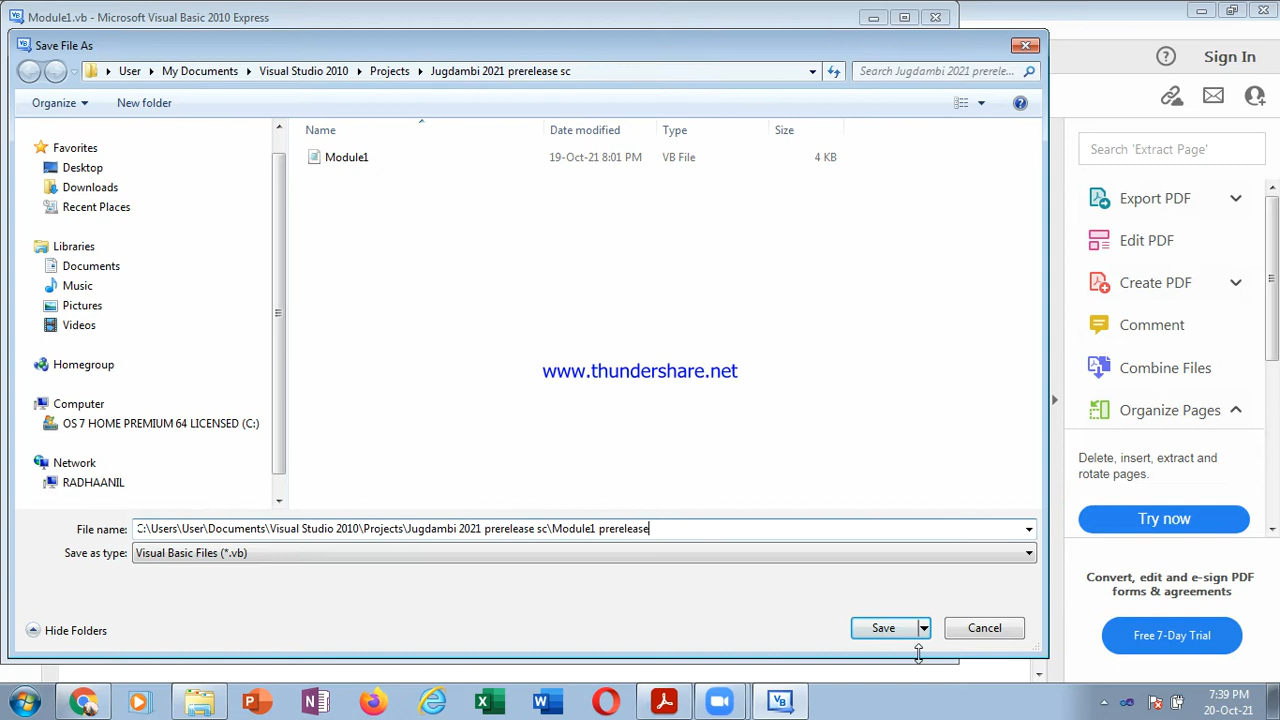 Module1.vb - Microsoft Visual Basic 2010 Express
Save File As
User
My Documents
Visual Studio 2010
Projects
Jugdambi 2021 prerelease sc
Search Jugdambi 2021 prerele...
Organize
New folder
Name
Date modified
Type
Size
Module1
19-Oct-21 8:01 PM
VB File
4 KB
Favorites
Desktop
Downloads
Recent Places
Libraries
Documents
Music
Pictures
Videos
Homegroup
Computer
OS 7 HOME PREMIUM 64 LICENSED (C:)
Network
RADHAANIL
www.thundershare.net
File name:
C:\Users\User\Documents\Visual Studio 2010\Projects\Jugdambi 2021 prerelease sc\Module1 prerelease
Save as type:
Visual Basic Files (*.vb)
Hide Folders
Save
Cancel
Sign In
Search 'Extract Page'
Export PDF
Edit PDF
Create PDF
Comment
Combine Files
Organize Pages
Delete, insert, extract and
rotate pages.
Try now
Convert, edit and e-sign PDF
forms & agreements
Free 7-Day Trial
7:39 PM
20-Oct-21